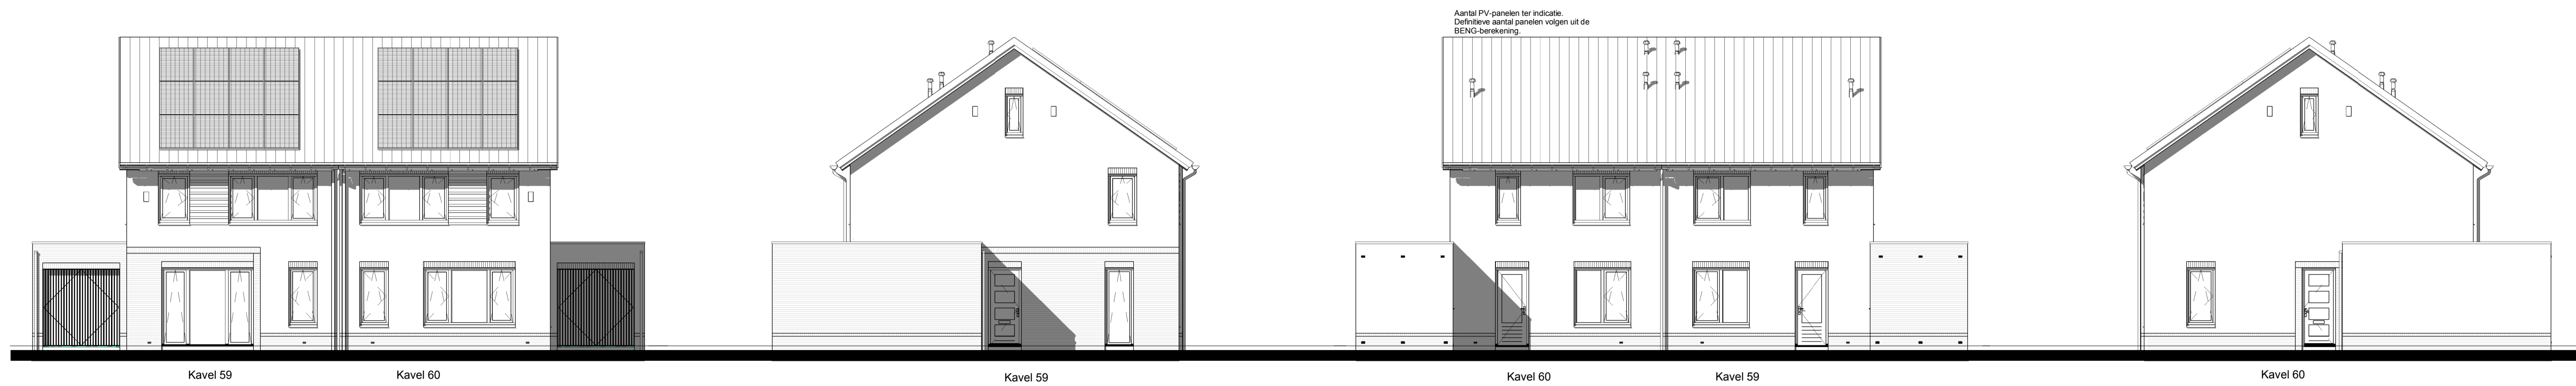 Aantal PV-panelen ter indicatie.
Definitieve aantal panelen volgen uit de
BENG-berekening.
Kavel 59
Kavel 60
Kavel 59
Kavel 60
Kavel 59
Kavel 60